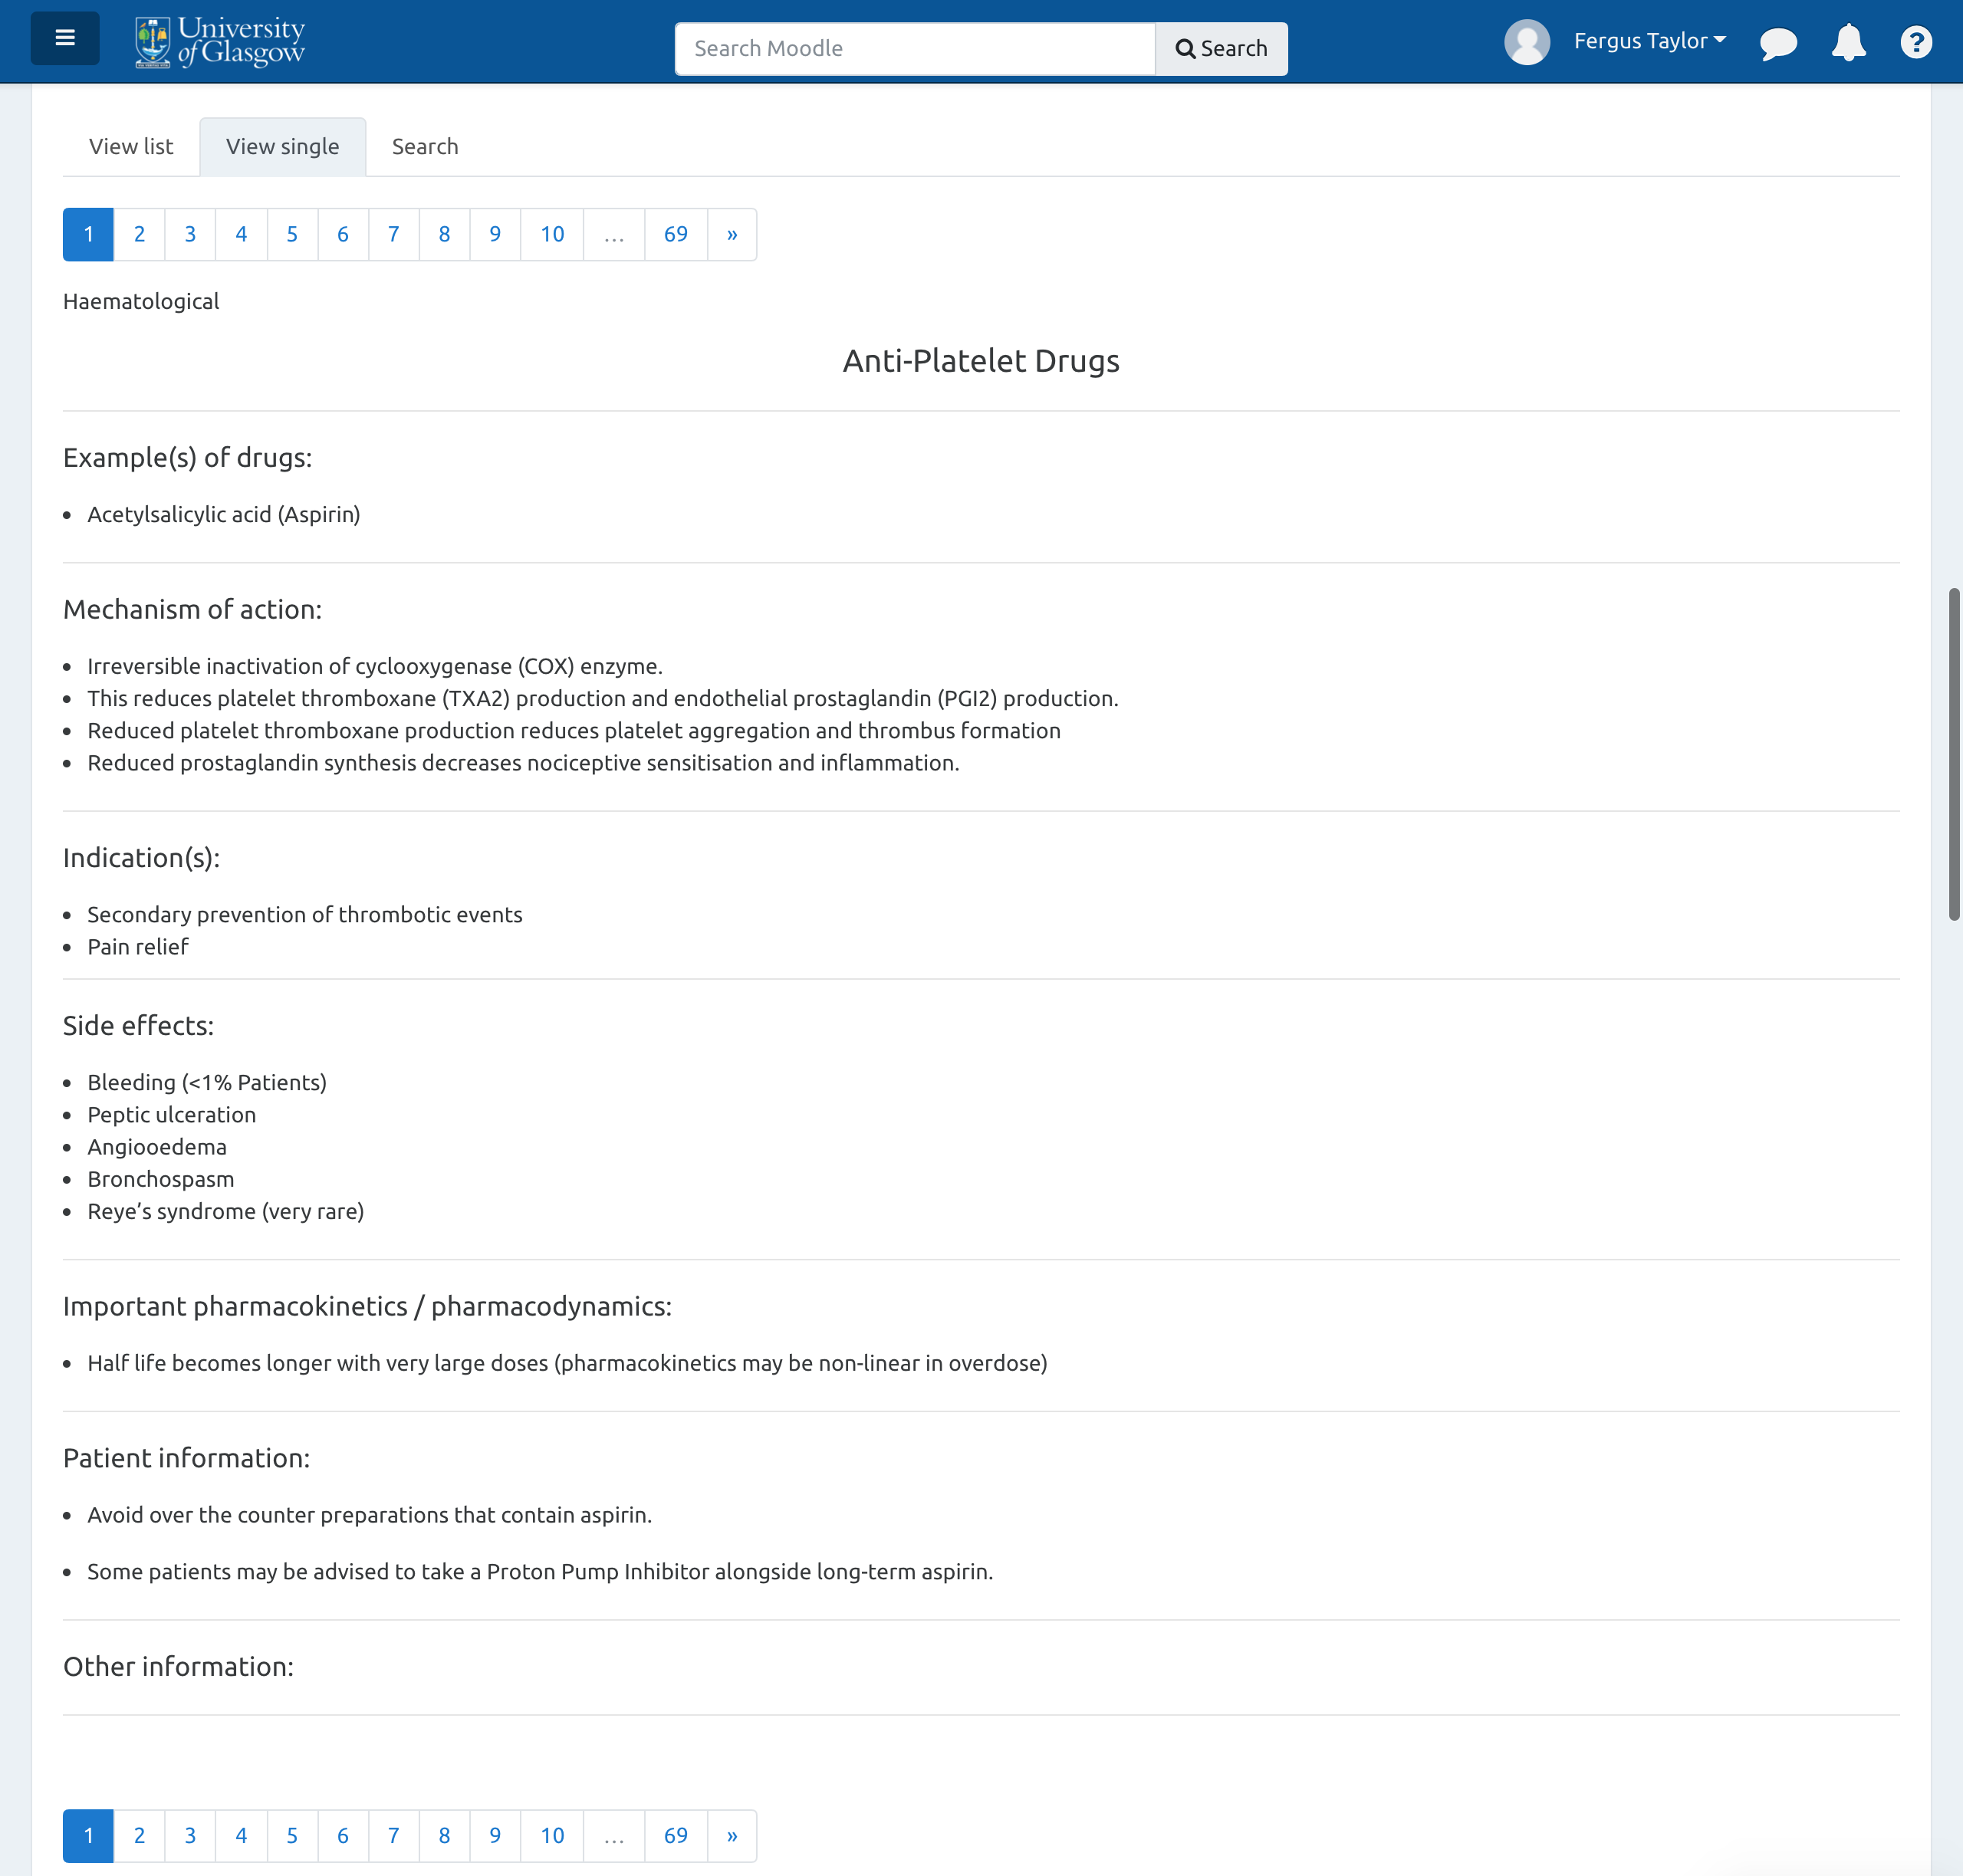 University
of Glasgow
Search Moodle
Search
Fergus Taylor
?
View list
View single
Search
1 2 3 4 5 6 7 8 9 10 ... 69 »
Haematological
Anti-Platelet Drugs
Example(s) of drugs:
• Acetylsalicylic acid (Aspirin)
Mechanism of action:
• Irreversible inactivation of cyclooxygenase (COX) enzyme.
• This reduces platelet thromboxane (TXA2) production and endothelial prostaglandin (PGI2) production.
• Reduced platelet thromboxane production reduces platelet aggregation and thrombus formation
• Reduced prostaglandin synthesis decreases nociceptive sensitisation and inflammation.
Indication(s):
• Secondary prevention of thrombotic events
• Pain relief
Side effects:
• Bleeding (<1% Patients)
• Peptic ulceration
• Angiooedema
• Bronchospasm
• Reye’s syndrome (very rare)
Important pharmacokinetics / pharmacodynamics:
• Half life becomes longer with very large doses (pharmacokinetics may be non-linear in overdose)
Patient information:
• Avoid over the counter preparations that contain aspirin.
• Some patients may be advised to take a Proton Pump Inhibitor alongside long-term aspirin.
Other information:
1 2 3 4 5 6 7 8 9 10 ... 69 »